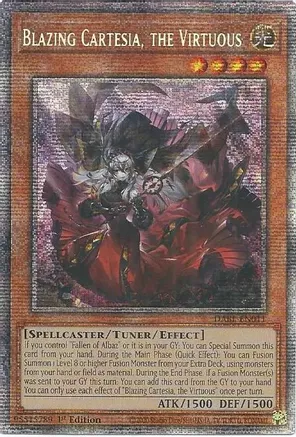 BLAZING CARTESIA, THE VIRTUOUS
[SPELLCASTER/TUNER/EFFECT]
If you control "Fallen of Albaz" or it is in your GY: You can Special Summon
this card from your hand. During the Main Phase (Quick Effect): You can Fusion
Summon 1 Level 8 or higher Fusion Monster from your Extra Deck, using monsters
from your hand or field as material. During the End Phase, if a Fusion Monster(s)
was sent to your GY this turn: You can add this card from the GY to your hand.
You can only use each effect of "Blazing Cartesia, the Virtuous" once per turn.
1st Edition